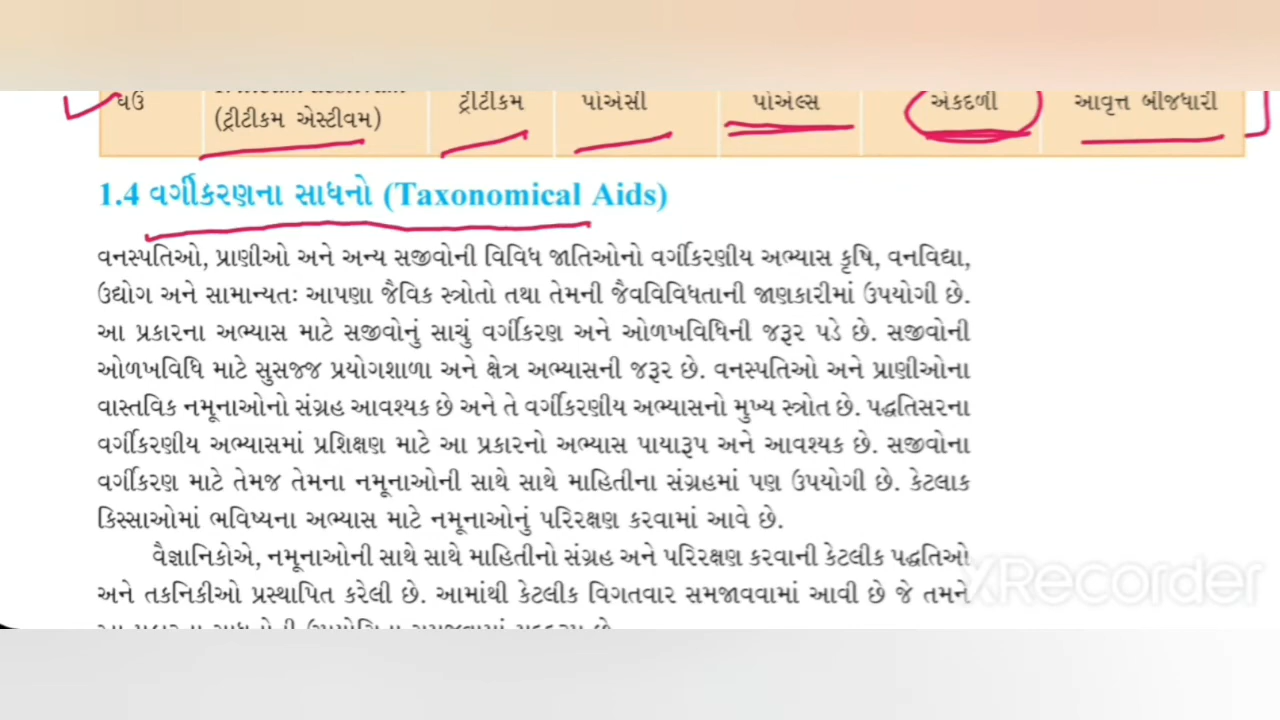 ઘઉં
(ટ્રીટીકમ એસ્ટીવમ) ટ્રીટીકમ પોએસી પોએલ્સ એકદળી આવૃત્ત બીજધારી
1.4 વર્ગીકરણના સાધનો (Taxonomical Aids)
વનસ્પતિઓ, પ્રાણીઓ અને અન્ય સજીવોની વિવિધ જાતિઓનો વર્ગીકરણીય અભ્યાસ કૃષિ, વનવિદ્યા,
ઉદ્યોગ અને સામાન્યતઃ આપણા જૈવિક સ્ત્રોતો તથા તેમની જૈવવિવિધતાની જાણકારીમાં ઉપયોગી છે.
આ પ્રકારના અભ્યાસ માટે સજીવોનું સાચું વર્ગીકરણ અને ઓળખવિધિની જરૂર પડે છે. સજીવોની
ઓળખવિધિ માટે સુસજ્જ પ્રયોગશાળા અને ક્ષેત્ર અભ્યાસની જરૂર છે. વનસ્પતિઓ અને પ્રાણીઓના
વાસ્તવિક નમૂનાઓનો સંગ્રહ આવશ્યક છે અને તે વર્ગીકરણીય અભ્યાસનો મુખ્ય સ્ત્રોત છે. પદ્ધતિસરના
વર્ગીકરણીય અભ્યાસમાં પ્રશિક્ષણ માટે આ પ્રકારનો અભ્યાસ પાયારૂપ અને આવશ્યક છે. સજીવોના
વર્ગીકરણ માટે તેમજ તેમના નમૂનાઓની સાથે સાથે માહિતીના સંગ્રહમાં પણ ઉપયોગી છે. કેટલાક
કિસ્સાઓમાં ભવિષ્યના અભ્યાસ માટે નમૂનાઓનું પરિરક્ષણ કરવામાં આવે છે.
વૈજ્ઞાનિકોએ, નમૂનાઓની સાથે સાથે માહિતીનો સંગ્રહ અને પરિરક્ષણ કરવાની કેટલીક પદ્ધતિઓ
અને તકનિકીઓ પ્રસ્થાપિત કરેલી છે. આમાંથી કેટલીક વિગતવાર સમજાવવામાં આવી છે જે તમને
XRecorder